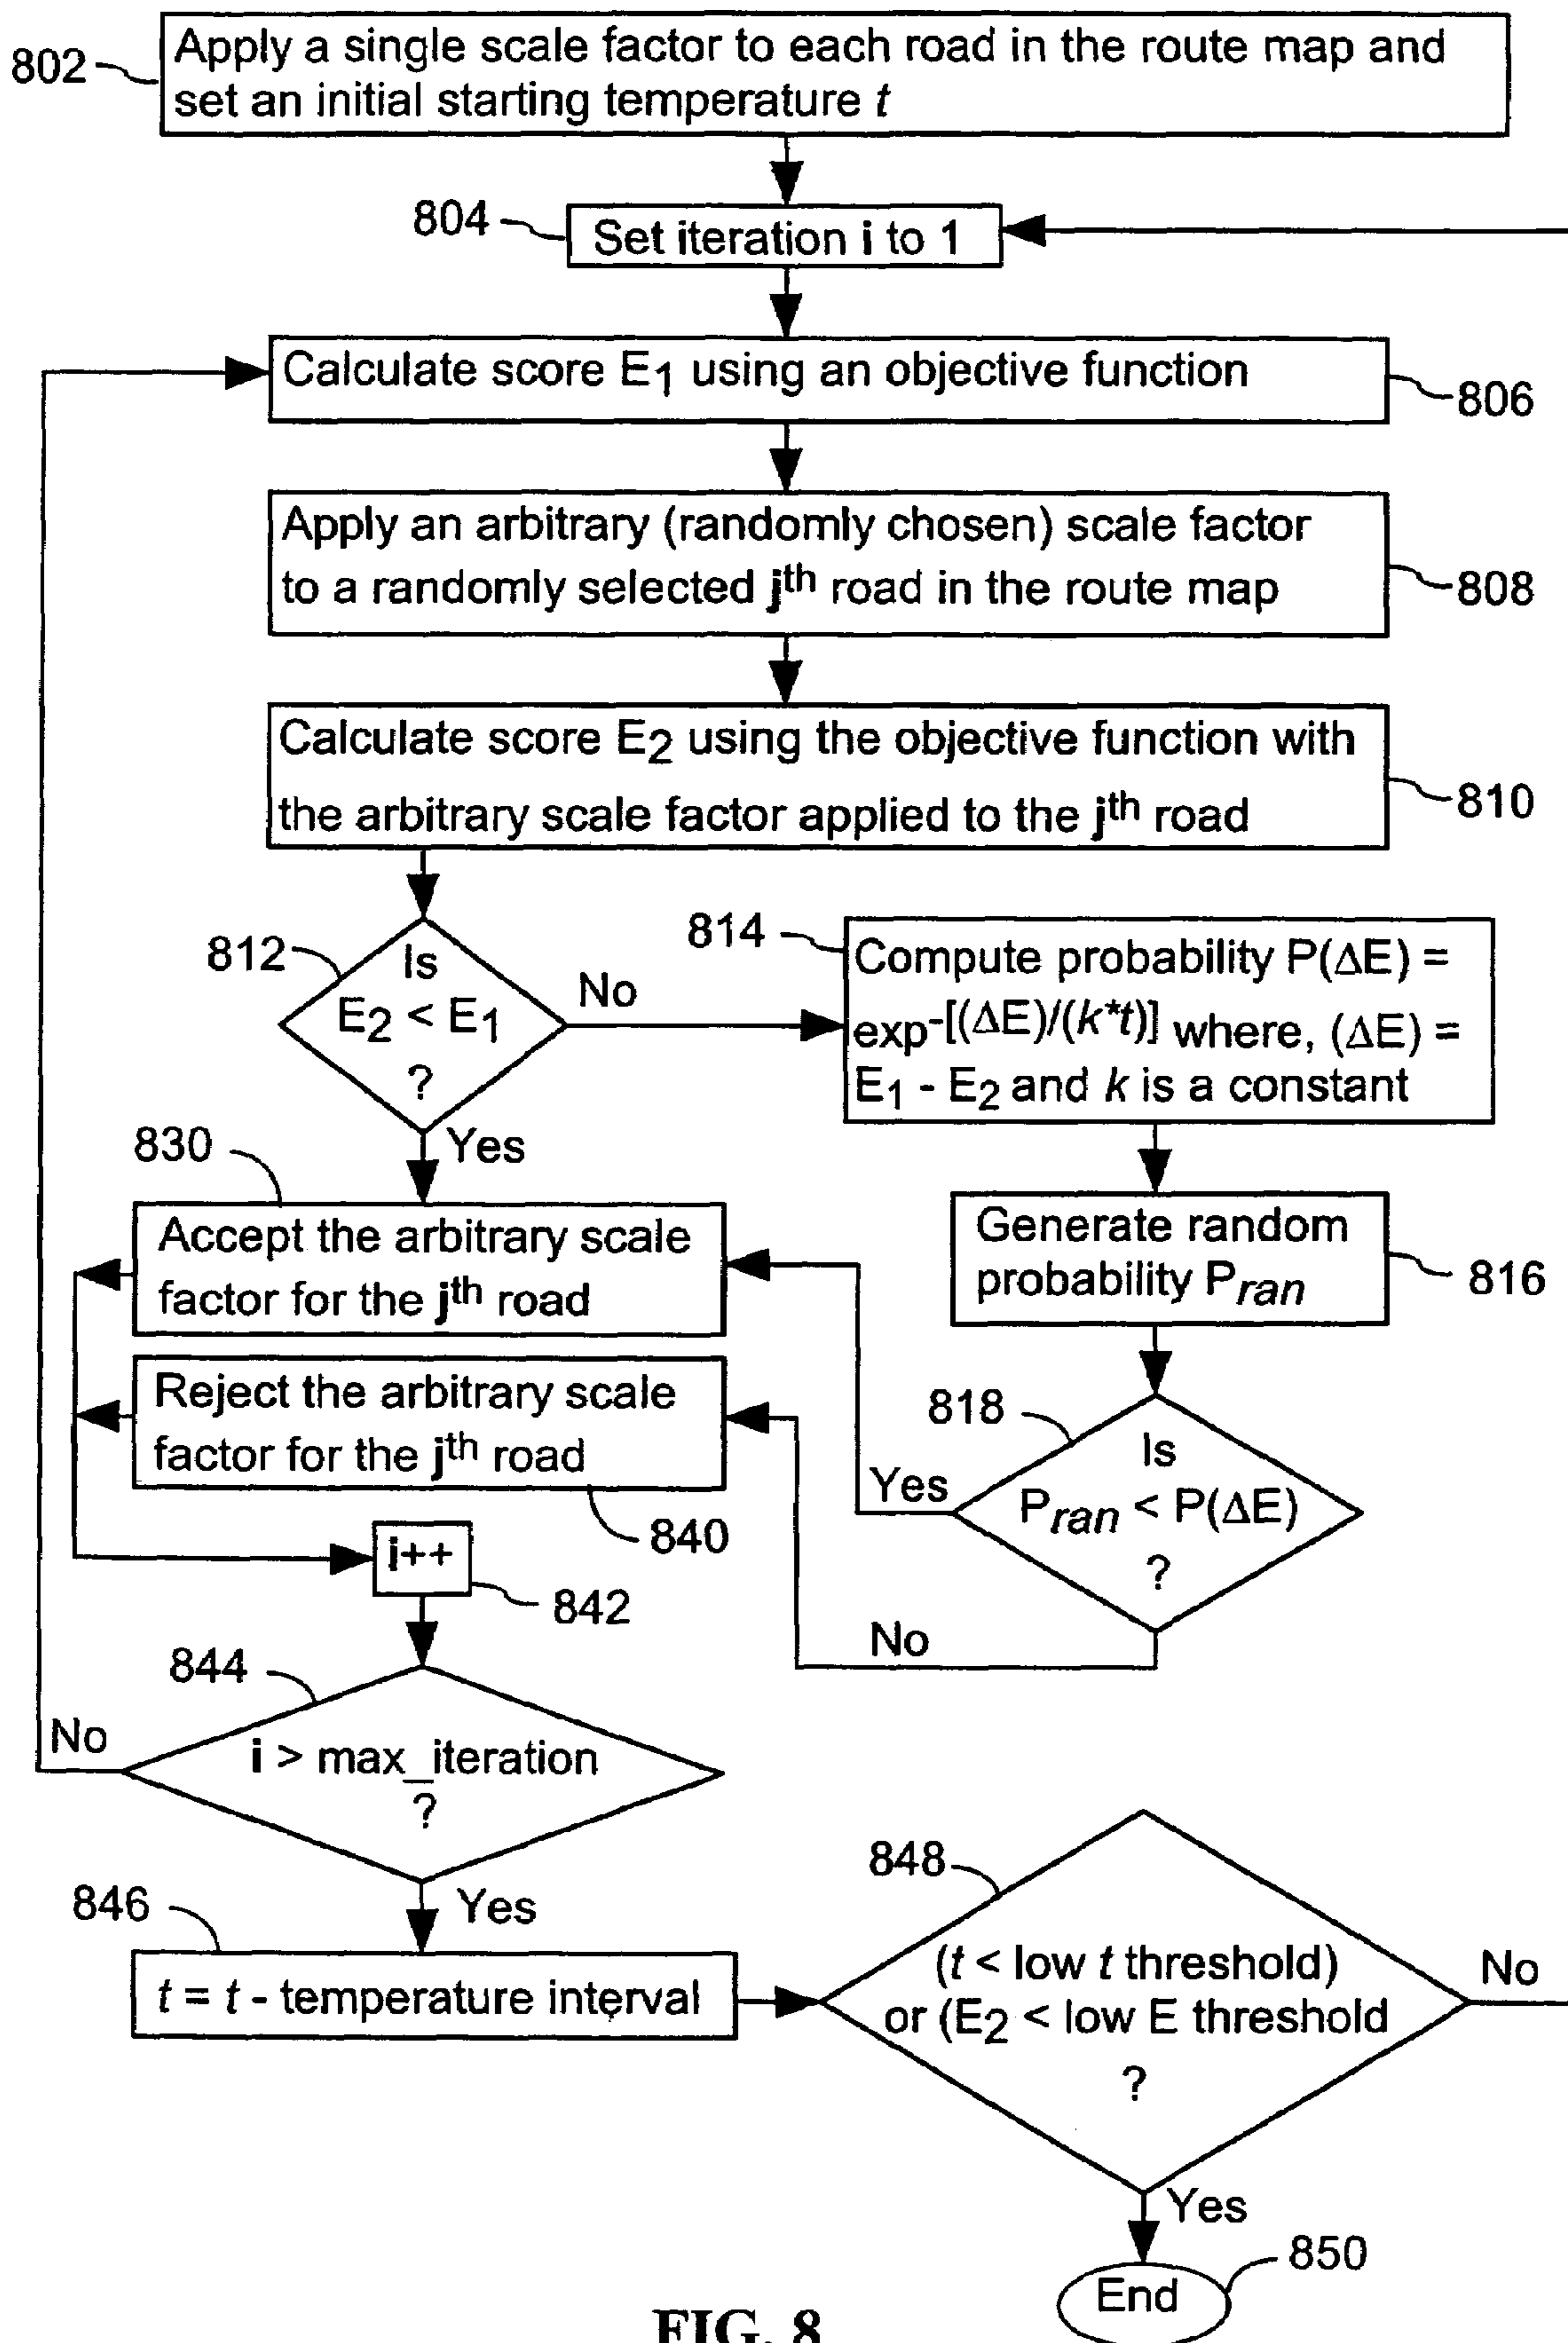 802
Apply a single scale factor to each road in the route map and
set an initial starting temperature t
804
Set iteration i to 1
Calculate score E1 using an objective function
806
Apply an arbitrary (randomly chosen) scale factor
to a randomly selected jth road in the route map
808
Calculate score E2 using the objective function with
the arbitrary scale factor applied to the jth road
810
812
Is
E2 < E1
?
No
Yes
814
Compute probability P(ΔE) =
exp-[(ΔE)/(k*t)] where, (ΔE) =
E1 - E2 and k is a constant
Generate random
probability Pran
816
818
Is
Pran < P(ΔE)
?
Yes
No
830
Accept the arbitrary scale
factor for the jth road
Reject the arbitrary scale
factor for the jth road
840
i++
842
844
i > max_iteration
?
No
Yes
846
t = t - temperature interval
848
(t < low t threshold)
or (E2 < low E threshold
?
No
Yes
End
850
FIG. 8